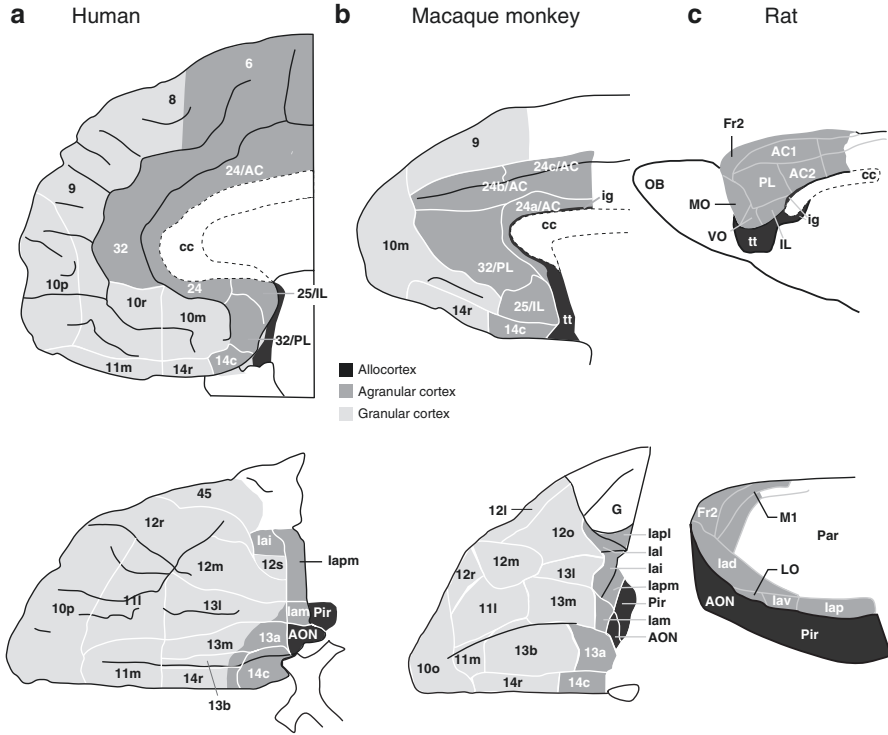 a Human
b Macaque monkey
c Rat
6
8
9
24/AC
cc
32
10p
10r
10m
24
25/IL
32/PL
14c
14r
11m
9
24c/AC
24b/AC
24a/AC
ig
cc
10m
32/PL
25/IL
14r
14c
tt
Fr2
AC1
AC2
PL
OB
cc
MO
ig
VO
tt
IL
Allocortex
Agranular cortex
Granular cortex
45
12r
Iai
12s
12m
Iapm
10p
11l
13l
Iam
Pir
AON
13m
13a
11m
14r
14c
13b
12l
G
12o
Iapl
Ial
Iai
12m
12r
13l
Iapm
11l
13m
Pir
Iam
AON
13b
13a
11m
10o
14r
14c
Fr2
M1
Par
Iad
LO
AON
Iav
Iap
Pir